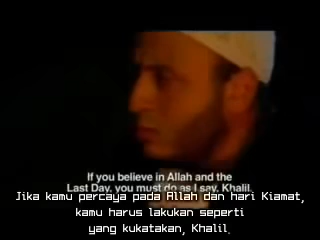 If you believe in Allah and the
Last Day, you must do as I say, Khalil.
Jika kamu percaya pada Allah dan hari Kiamat,
kamu harus lakukan seperti
yang kukatakan, Khalil.